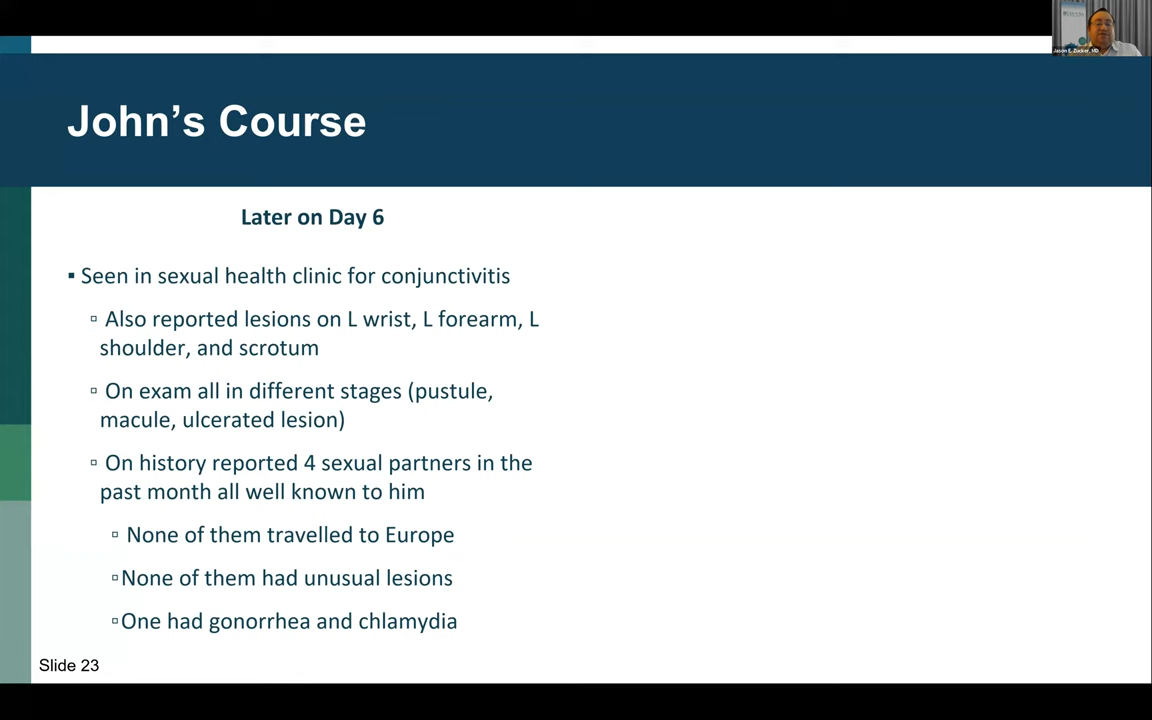 Jason E. Zucker, MD
John's Course
Later on Day 6
▪ Seen in sexual health clinic for conjunctivitis
▫ Also reported lesions on L wrist, L forearm, L
shoulder, and scrotum
▫ On exam all in different stages (pustule,
macule, ulcerated lesion)
▫ On history reported 4 sexual partners in the
past month all well known to him
▫ None of them travelled to Europe
▫None of them had unusual lesions
▫One had gonorrhea and chlamydia
Slide 23